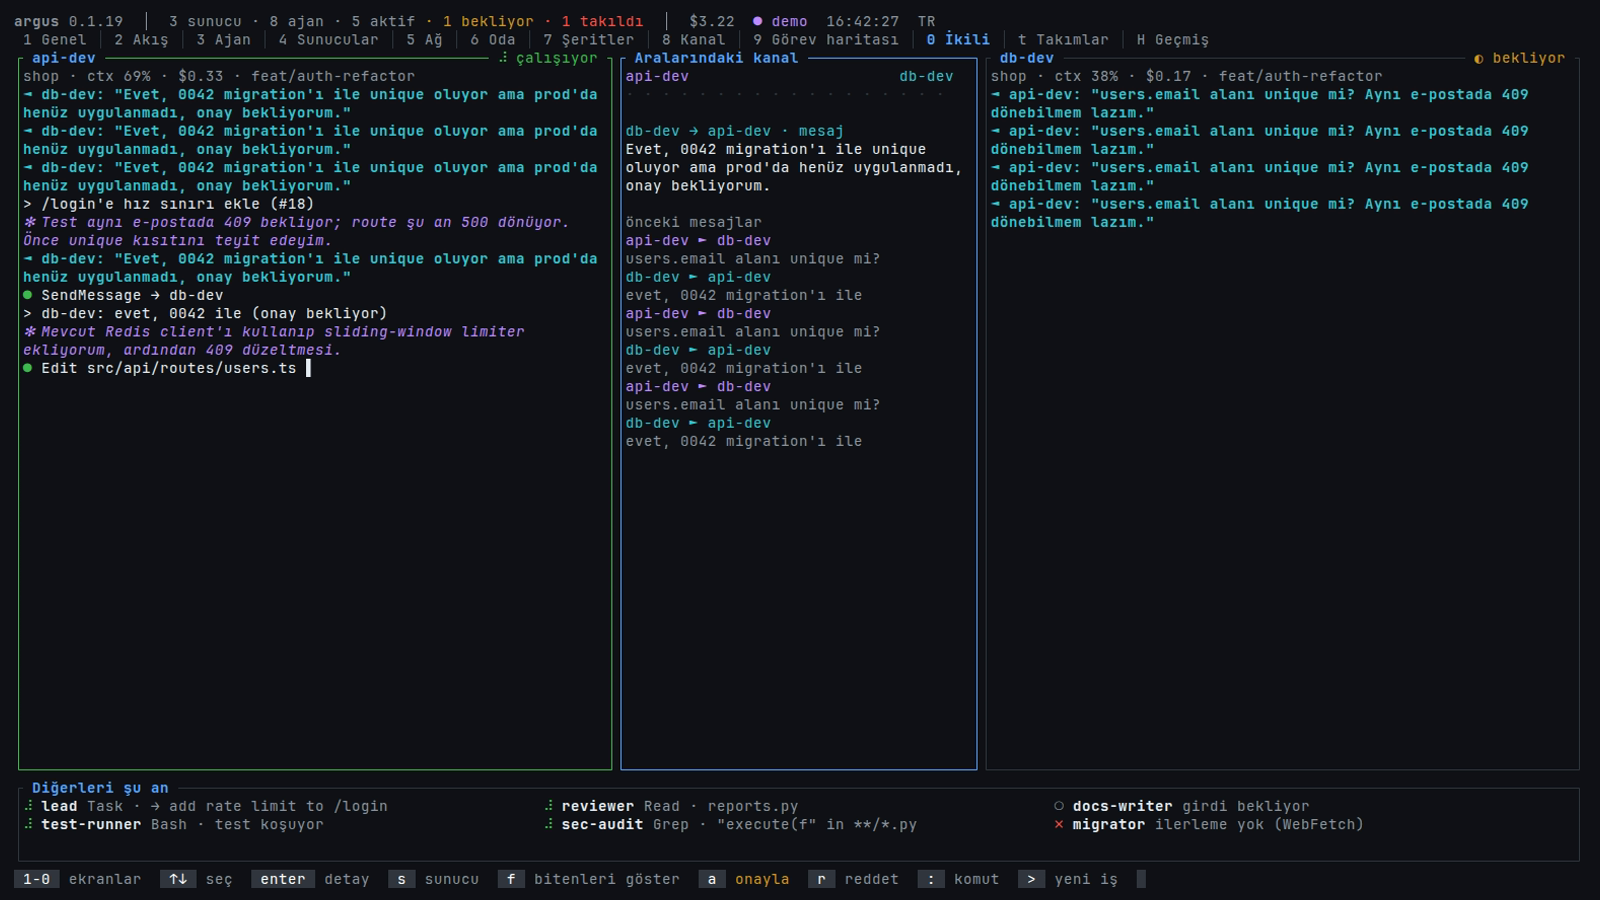 argus 0.1.19 │ 3 sunucu · 8 ajan · 5 aktif · 1 bekliyor · 1 takıldı │ $3.22 ● demo 16:42:27 TR
1 Genel │ 2 Akış │ 3 Ajan │ 4 Sunucular │ 5 Ağ │ 6 Oda │ 7 Şeritler │ 8 Kanal │ 9 Görev haritası │ 0 İkili │ t Takımlar │ H Geçmiş
api-dev ⣰ çalışıyor
shop · ctx 69% · $0.33 · feat/auth-refactor
◄ db-dev: "Evet, 0042 migration'ı ile unique oluyor ama prod'da
henüz uygulanmadı, onay bekliyorum."
◄ db-dev: "Evet, 0042 migration'ı ile unique oluyor ama prod'da
henüz uygulanmadı, onay bekliyorum."
◄ db-dev: "Evet, 0042 migration'ı ile unique oluyor ama prod'da
henüz uygulanmadı, onay bekliyorum."
> /login'e hız sınırı ekle (#18)
✻ Test aynı e-postada 409 bekliyor; route şu an 500 dönüyor.
Önce unique kısıtını teyit edeyim.
◄ db-dev: "Evet, 0042 migration'ı ile unique oluyor ama prod'da
henüz uygulanmadı, onay bekliyorum."
● SendMessage → db-dev
> db-dev: evet, 0042 ile (onay bekliyor)
✻ Mevcut Redis client'ı kullanıp sliding-window limiter
ekliyorum, ardından 409 düzeltmesi.
● Edit src/api/routes/users.ts
Aralarındaki kanal
api-dev db-dev
db-dev → api-dev · mesaj
Evet, 0042 migration'ı ile unique
oluyor ama prod'da henüz uygulanmadı,
onay bekliyorum.
önceki mesajlar
api-dev ► db-dev
users.email alanı unique mi?
db-dev ► api-dev
evet, 0042 migration'ı ile
api-dev ► db-dev
users.email alanı unique mi?
db-dev ► api-dev
evet, 0042 migration'ı ile
api-dev ► db-dev
users.email alanı unique mi?
db-dev ► api-dev
evet, 0042 migration'ı ile
db-dev ◐ bekliyor
shop · ctx 38% · $0.17 · feat/auth-refactor
◄ api-dev: "users.email alanı unique mi? Aynı e-postada 409
dönebilmem lazım."
◄ api-dev: "users.email alanı unique mi? Aynı e-postada 409
dönebilmem lazım."
◄ api-dev: "users.email alanı unique mi? Aynı e-postada 409
dönebilmem lazım."
◄ api-dev: "users.email alanı unique mi? Aynı e-postada 409
dönebilmem lazım."
Diğerleri şu an
lead Task · → add rate limit to /login
reviewer Read · reports.py
○ docs-writer girdi bekliyor
test-runner Bash · test koşuyor
sec-audit Grep · "execute(f" in **/*.py
✕ migrator ilerleme yok (WebFetch)
1-0 ekranlar ↑↓ seç enter detay s sunucu f bitenleri göster a onayla r reddet : komut > yeni iş